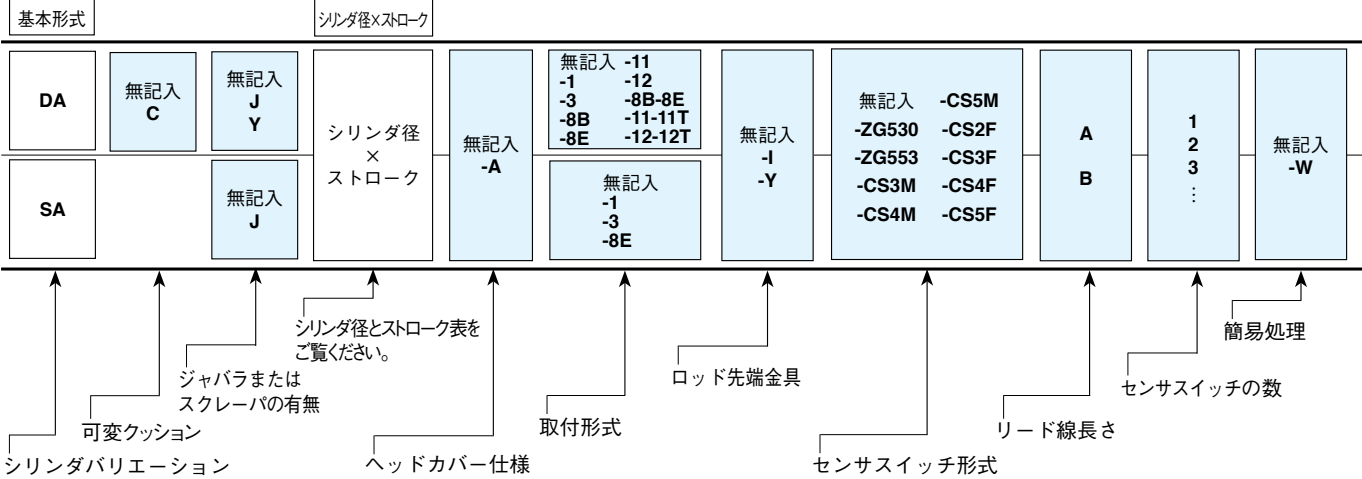 基本形式
シリンダ径×ストローク
DA
SA
無記入
C
無記入
J
Y
無記入
J
シリンダ径
×
ストローク
無記入
-A
無記入 -11
-1 -12
-3 -8B-8E
-8B -11-11T
-8E -12-12T
無記入
-1
-3
-8E
無記入
-I
-Y
無記入 -CS5M
-ZG530 -CS2F
-ZG553 -CS3F
-CS3M -CS4F
-CS4M -CS5F
A
B
1
2
3
⋮
無記入
-W
シリンダバリエーション
可変クッション
ジャバラまたは
スクレーパの有無
シリンダ径とストローク表を
ご覧ください。
ヘッドカバー仕様
取付形式
ロッド先端金具
センサスイッチ形式
リード線長さ
センサスイッチの数
簡易処理